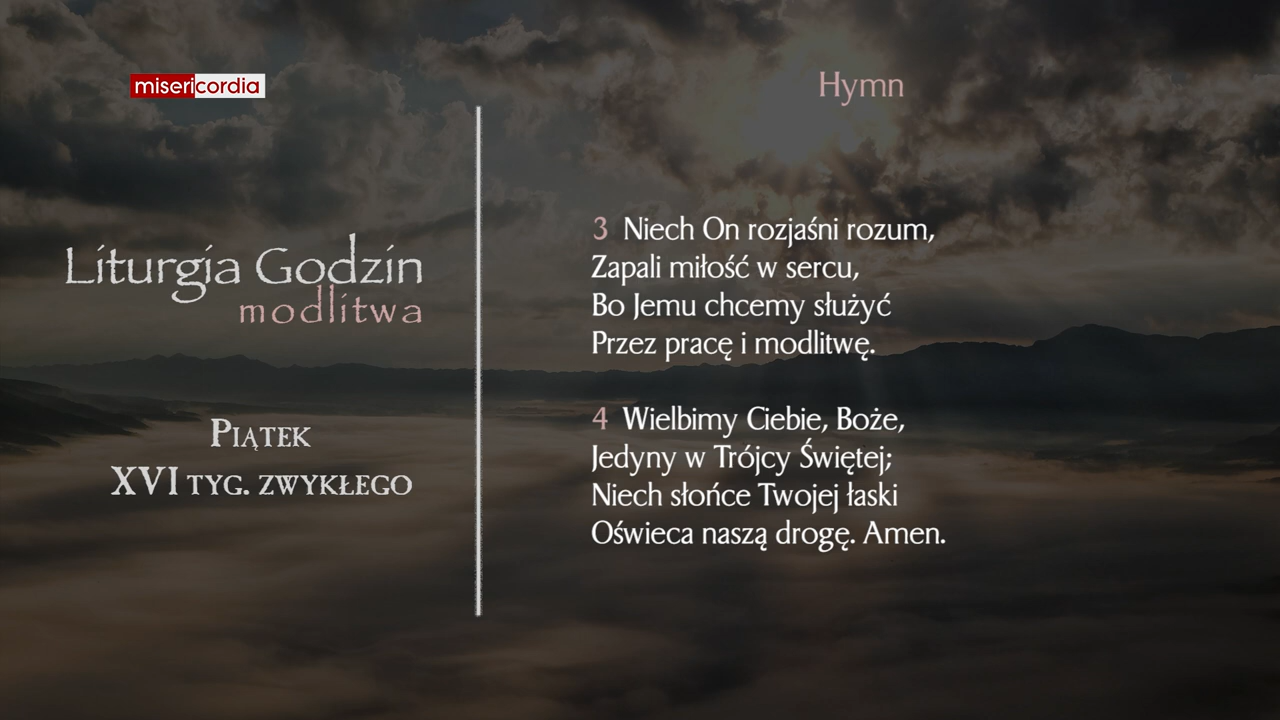 misericordia
Liturgia Godzin
modlitwa
Piątek
XVI tyg. zwykłego
Hymn
3 Niech On rozjaśni rozum,
Zapali miłość w sercu,
Bo Jemu chcemy służyć
Przez pracę i modlitwę.
4 Wielbimy Ciebie, Boże,
Jedyny w Trójcy Świętej;
Niech słońce Twojej łaski
Oświeca naszą drogę. Amen.